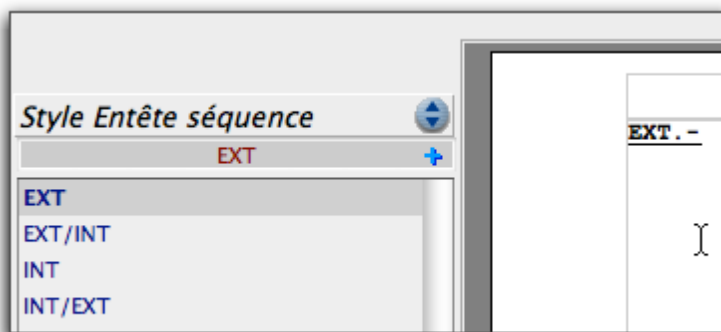 Style Entête séquence
EXT
EXT
EXT/INT
INT
INT/EXT
EXT.-